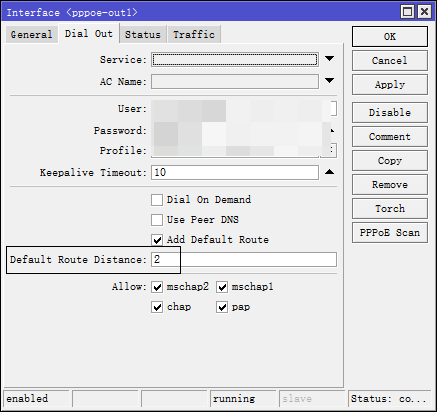 Interface <pppoe-out1>
General Dial Out Status Traffic
OK
Service:
Cancel
AC Name:
Apply
User:
Disable
Password:
Comment
Profile:
Copy
Keepalive Timeout: 10
Remove
Dial On Demand
Torch
Use Peer DNS
PPPoE Scan
Add Default Route
Default Route Distance: 2
Allow: mschap2 mschap1
chap pap
enabled running slave Status: co...